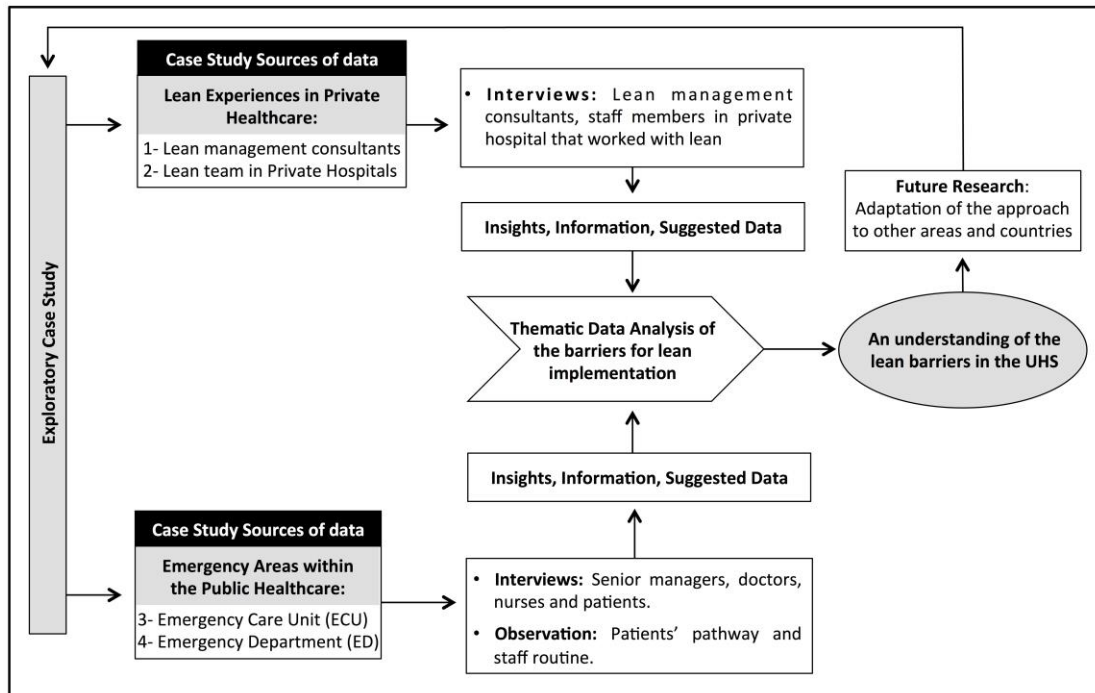 Exploratory Case Study
Case Study Sources of data
Lean Experiences in Private
Healthcare:
1- Lean management consultants
2- Lean team in Private Hospitals
• Interviews: Lean management
consultants, staff members in private
hospital that worked with lean
Insights, Information, Suggested Data
Thematic Data Analysis of
the barriers for lean
implementation
An understanding of the
lean barriers in the UHS
Future Research:
Adaptation of the approach
to other areas and countries
Insights, Information, Suggested Data
Case Study Sources of data
Emergency Areas within
the Public Healthcare:
3- Emergency Care Unit (ECU)
4- Emergency Department (ED)
• Interviews: Senior managers, doctors,
nurses and patients.
• Observation: Patients’ pathway and
staff routine.